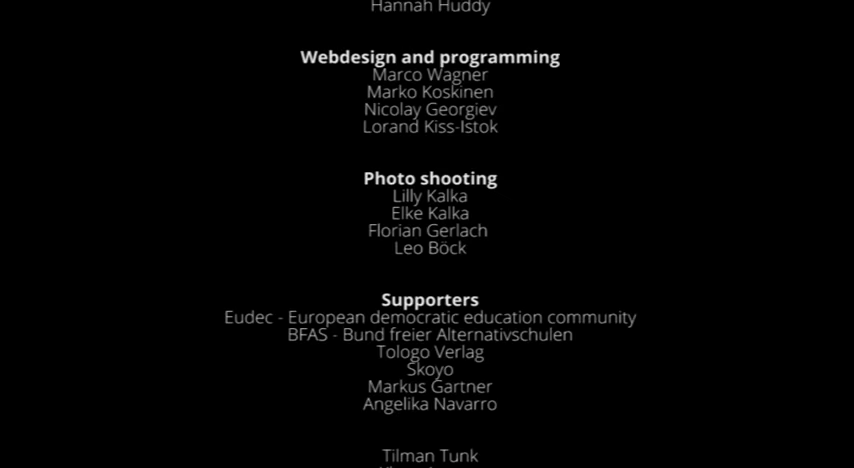 Hannah Huddy
Webdesign and programming
Marco Wagner
Marko Koskinen
Nicolay Georgiev
Lorand Kiss-Istok
Photo shooting
Lilly Kalka
Elke Kalka
Florian Gerlach
Leo Böck
Supporters
Eudec - European democratic education community
BFAS - Bund freier Alternativschulen
Tologo Verlag
Skoyo
Markus Gartner
Angelika Navarro
Tilman Tunk